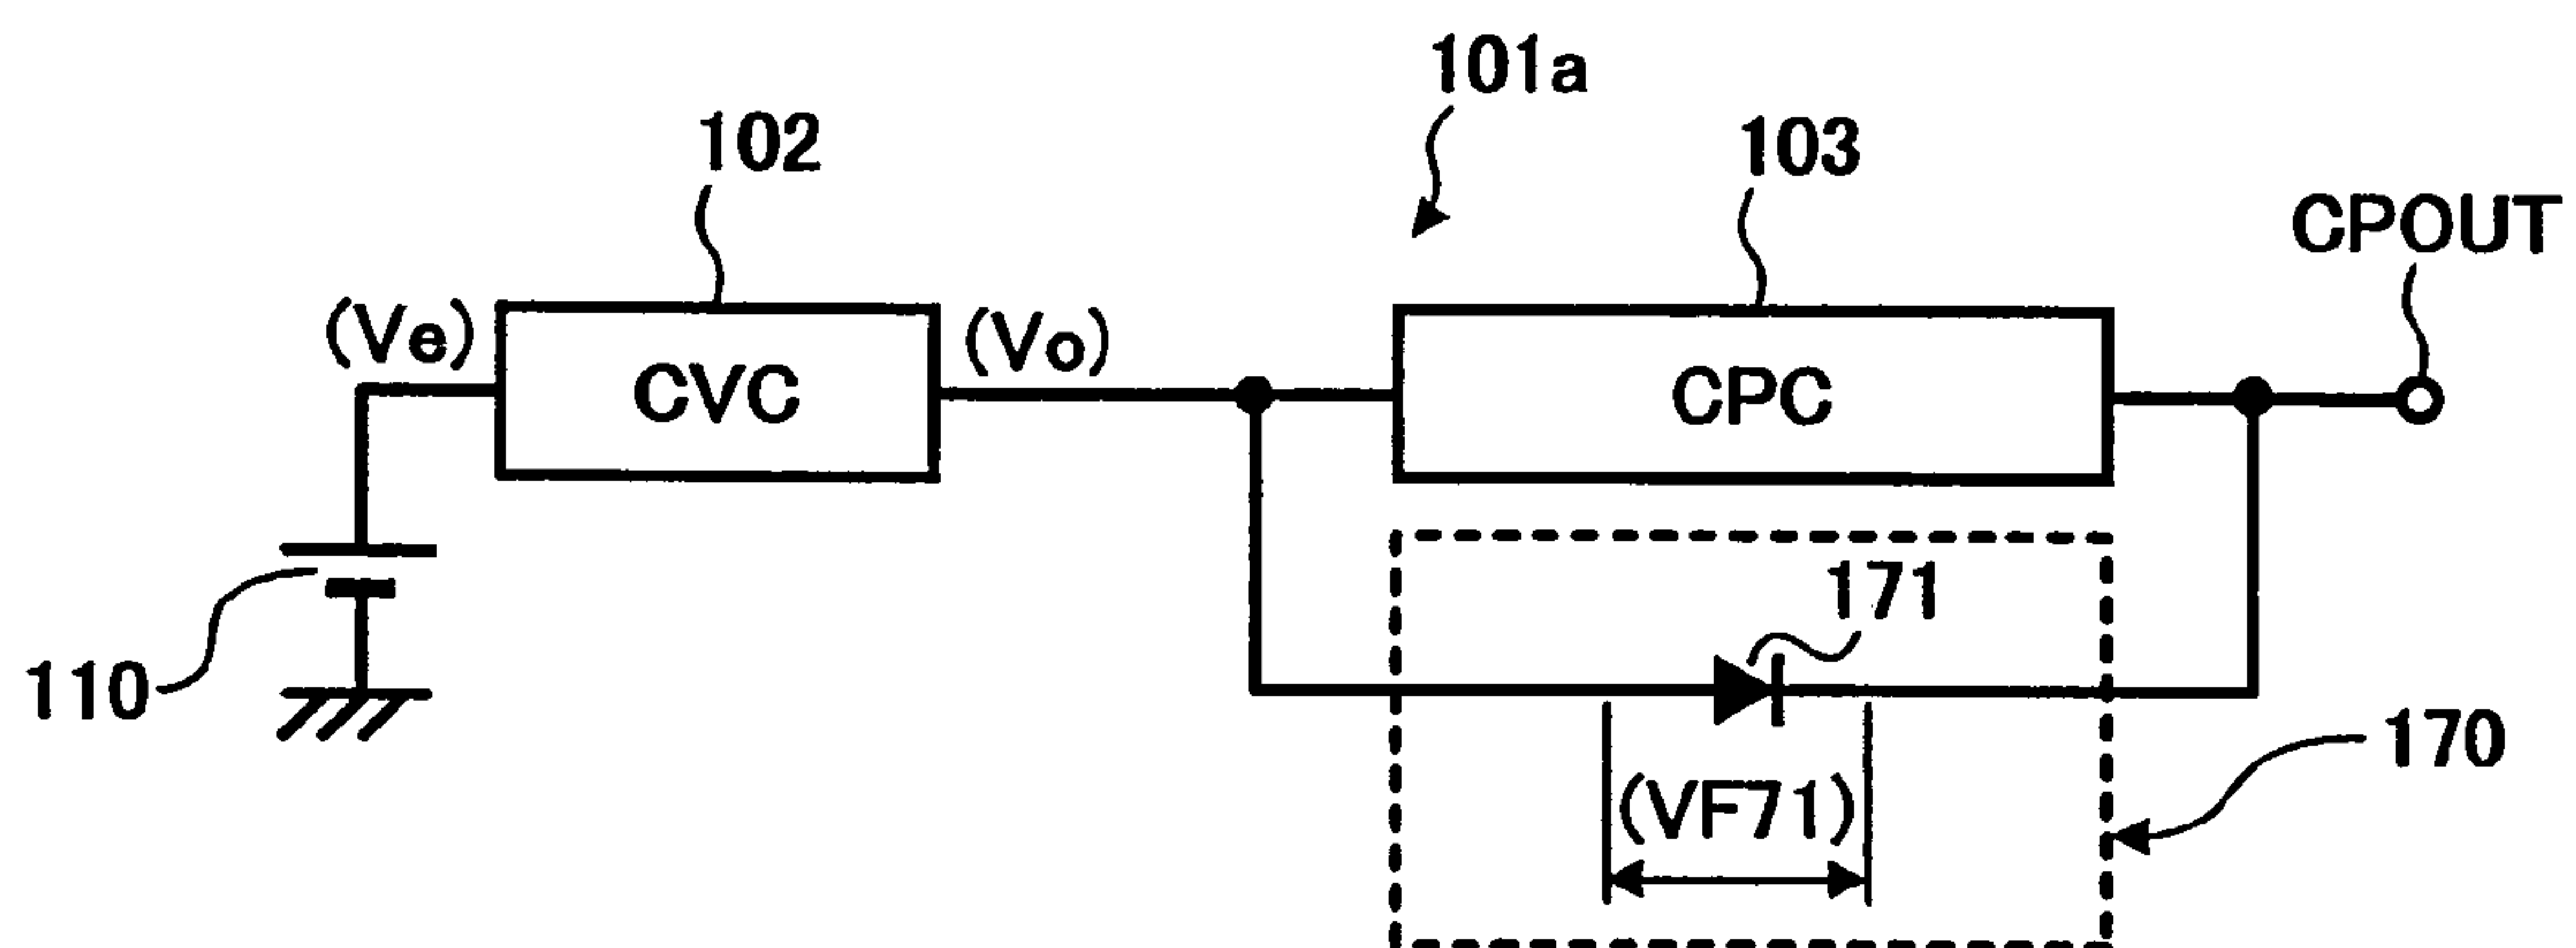 101a
102
103
CPOUT
(Ve)
CVC
(Vo)
CPC
171
110
170
(VF71)